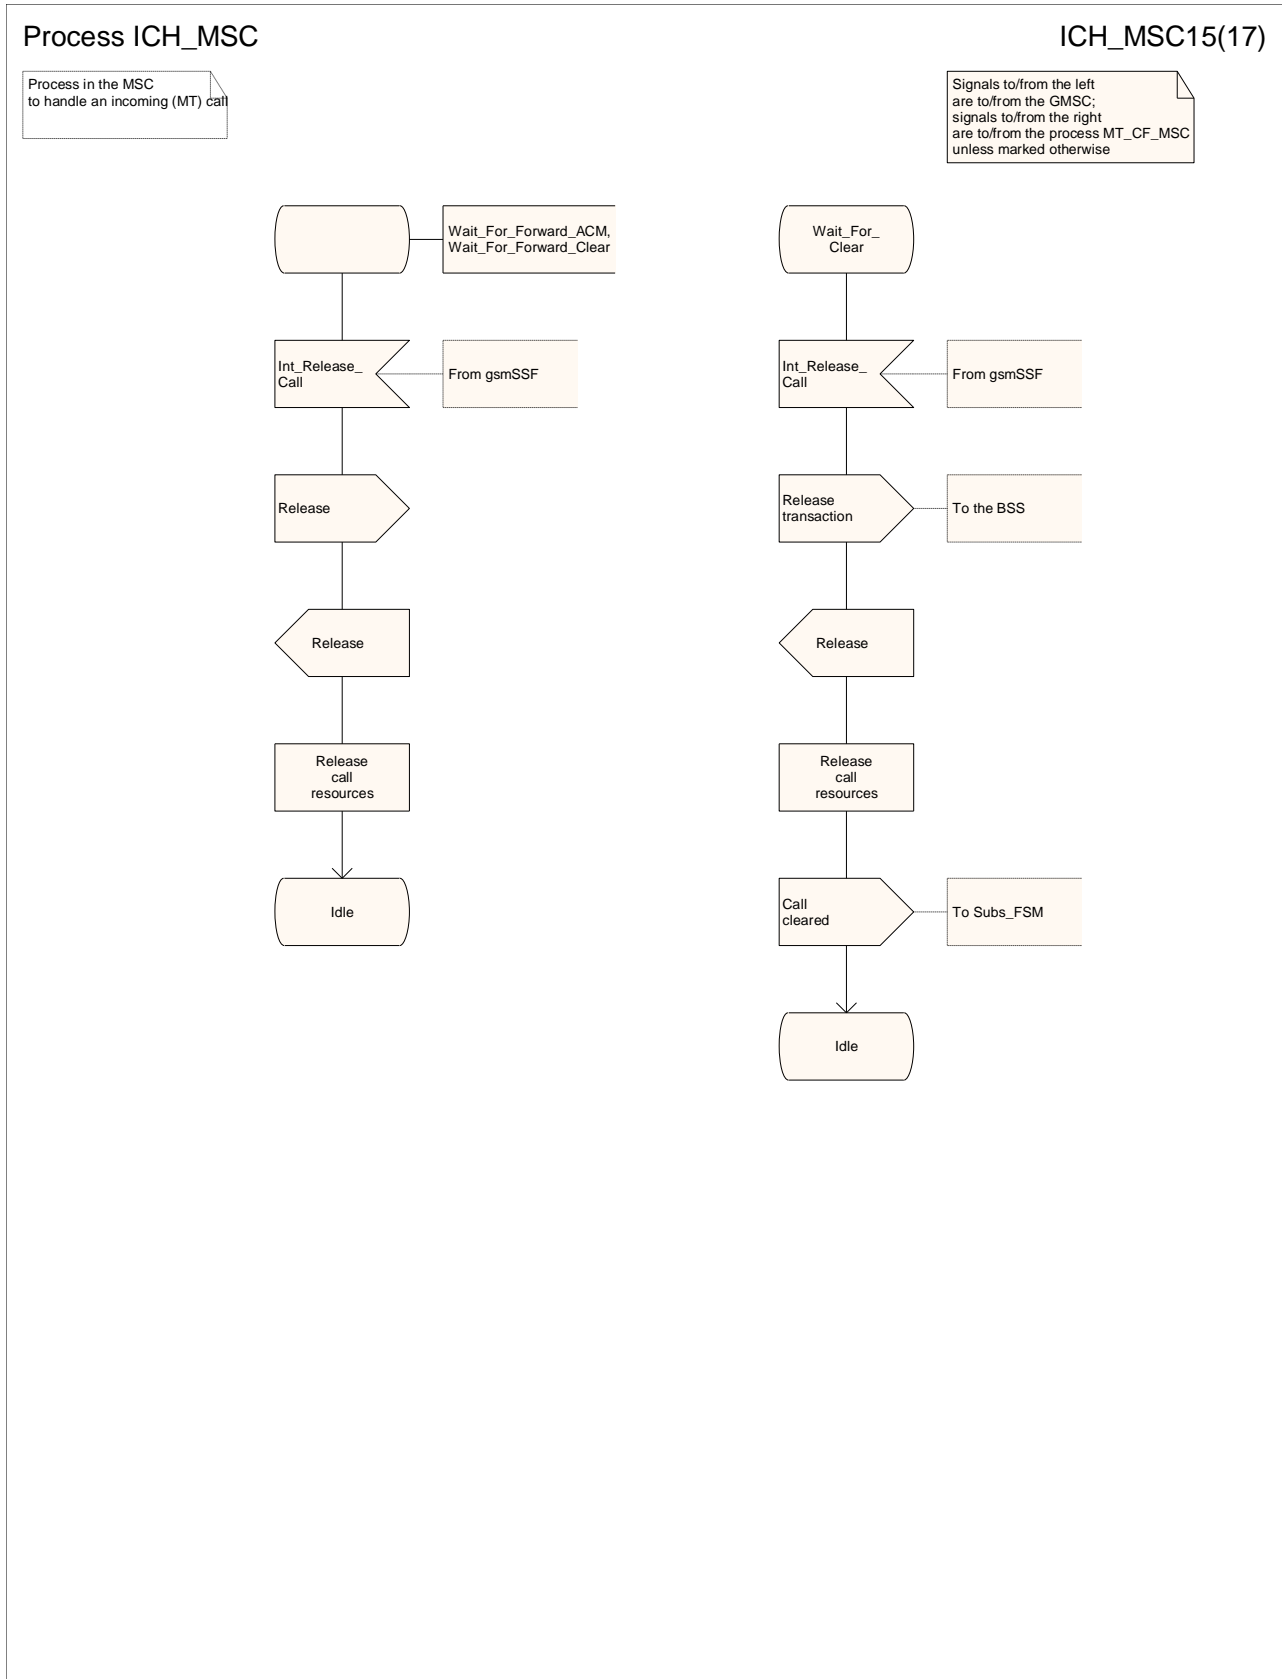 Process ICH_MSC
ICH_MSC15(17)
Process in the MSC
to handle an incoming (MT) call
Signals to/from the left
are to/from the GMSC;
signals to/from the right
are to/from the process MT_CF_MSC
unless marked otherwise
Wait_For_Forward_ACM,
Wait_For_Forward_Clear
Int_Release_
Call
From gsmSSF
Release
Release
Release
call
resources
Idle
Wait_For_
Clear
Int_Release_
Call
From gsmSSF
Release
transaction
To the BSS
Release
Release
call
resources
Call
cleared
To Subs_FSM
Idle